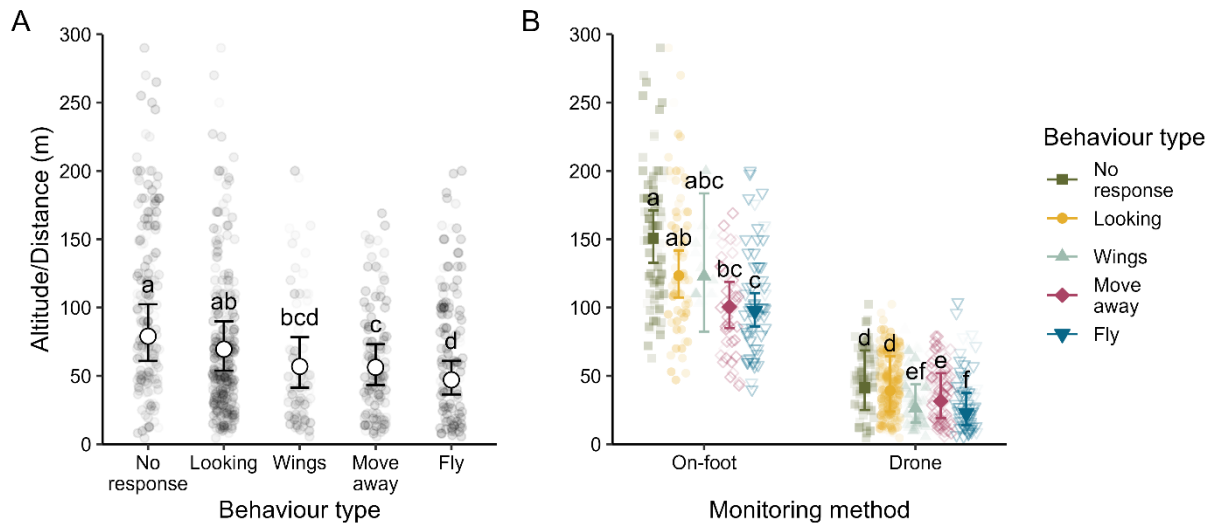 A
Altitude/Distance (m)
300
250
200
150
100
50
0
a
ab
bcd
c
d
No
response
Looking
Wings
Move
away
Fly
Behaviour type
B
300
250
200
150
100
50
0
a
ab
abc
bc
c
d
d
ef
e
f
On-foot
Drone
Monitoring method
Behaviour type
No
response
Looking
Wings
Move
away
Fly